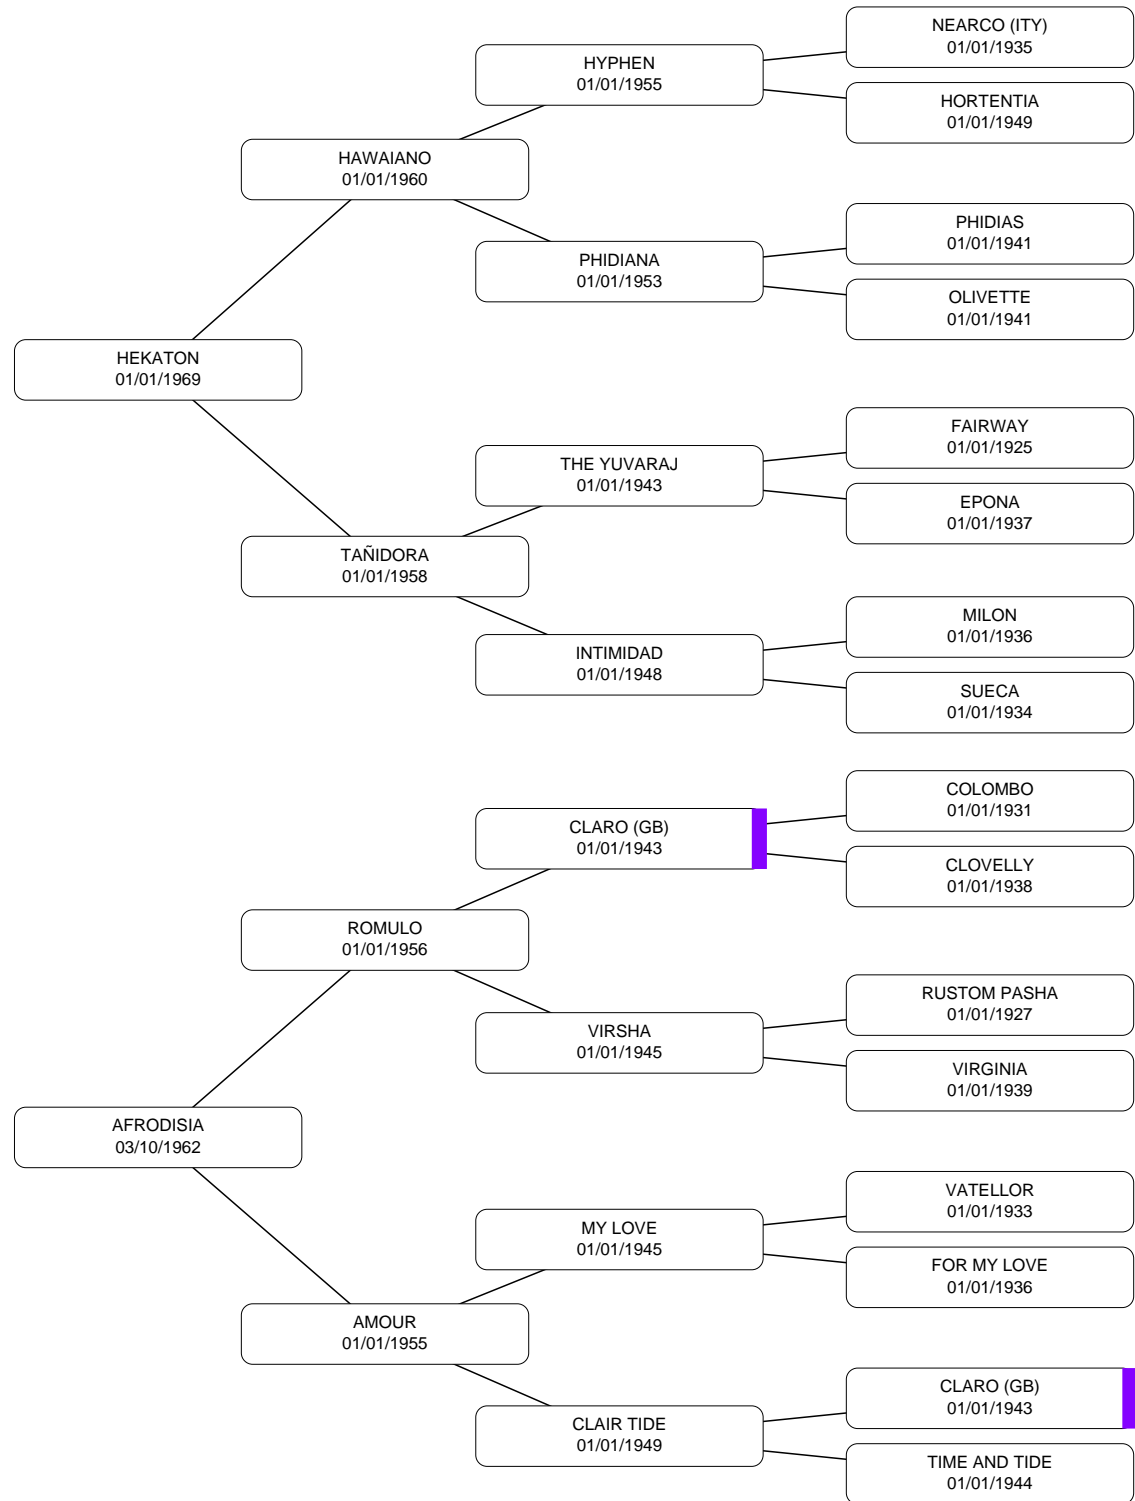 NEARCO (ITY)
01/01/1935
HYPHEN
01/01/1955
HORTENTIA
01/01/1949
HAWAIANO
01/01/1960
PHIDIAS
01/01/1941
PHIDIANA
01/01/1953
OLIVETTE
01/01/1941
HEKATON
01/01/1969
FAIRWAY
01/01/1925
THE YUVARAJ
01/01/1943
EPONA
01/01/1937
TAÑIDORA
01/01/1958
MILON
01/01/1936
INTIMIDAD
01/01/1948
SUECA
01/01/1934
COLOMBO
01/01/1931
CLARO (GB)
01/01/1943
CLOVELLY
01/01/1938
ROMULO
01/01/1956
RUSTOM PASHA
01/01/1927
VIRSHA
01/01/1945
VIRGINIA
01/01/1939
AFRODISIA
03/10/1962
VATELLOR
01/01/1933
MY LOVE
01/01/1945
FOR MY LOVE
01/01/1936
AMOUR
01/01/1955
CLARO (GB)
01/01/1943
CLAIR TIDE
01/01/1949
TIME AND TIDE
01/01/1944